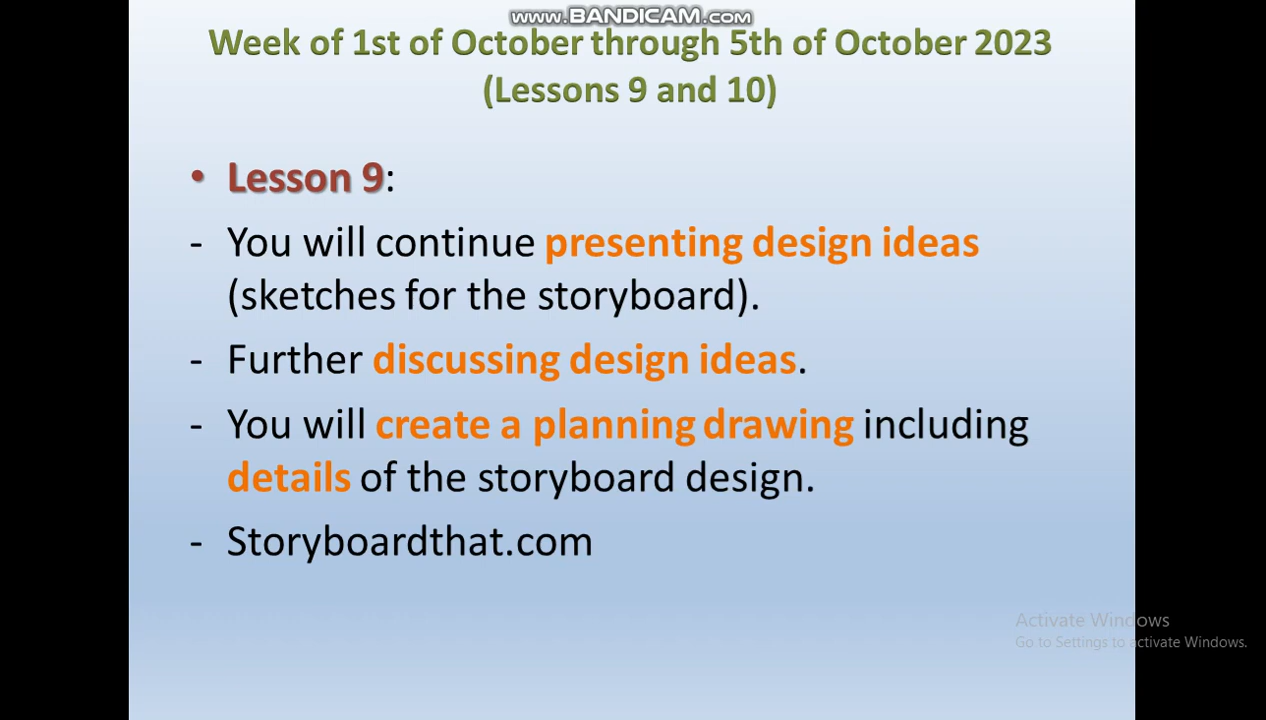 www.BANDICAM.com
Week of 1st of October through 5th of October 2023
(Lessons 9 and 10)
• Lesson 9:
- You will continue presenting design ideas
(sketches for the storyboard).
- Further discussing design ideas.
- You will create a planning drawing including
details of the storyboard design.
- Storyboardthat.com
Activate Windows
Go to Settings to activate Windows.